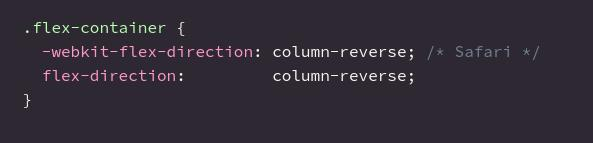 .flex-container {
  -webkit-flex-direction: column-reverse; /* Safari */
  flex-direction:         column-reverse;
}